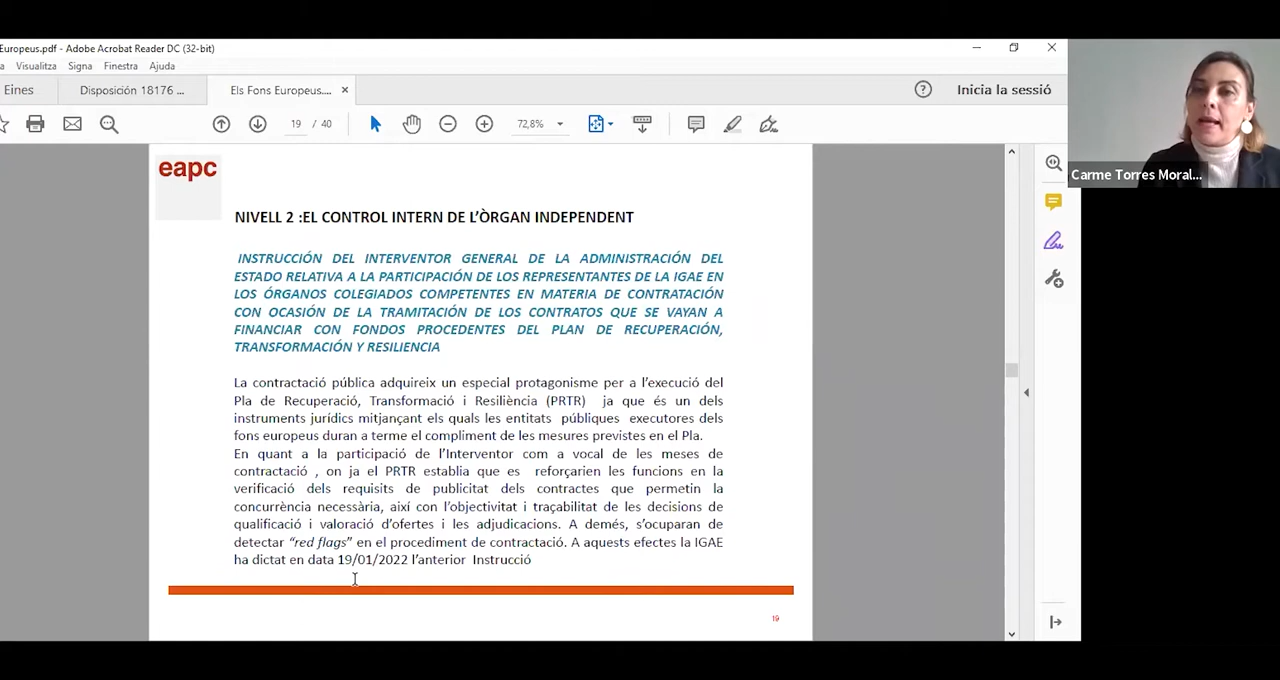 Europeus.pdf - Adobe Acrobat Reader DC (32-bit)
a Visualitza Signa Finestra Ajuda
Eines Disposición 18176 ... Els Fons Europeus.... × ? Inicia la sessió
19 / 40 72,8%
Carme Torres Moral...
eapc
NIVELL 2 :EL CONTROL INTERN DE L'ÒRGAN INDEPENDENT
INSTRUCCIÓN DEL INTERVENTOR GENERAL DE LA ADMINISTRACIÓN DEL
ESTADO RELATIVA A LA PARTICIPACIÓN DE LOS REPRESENTANTES DE LA IGAE EN
LOS ÓRGANOS COLEGIADOS COMPETENTES EN MATERIA DE CONTRATACIÓN
CON OCASIÓN DE LA TRAMITACIÓN DE LOS CONTRATOS QUE SE VAYAN A
FINANCIAR CON FONDOS PROCEDENTES DEL PLAN DE RECUPERACIÓN,
TRANSFORMACIÓN Y RESILIENCIA
La contractació pública adquireix un especial protagonisme per a l'execució del
Pla de Recuperació, Transformació i Resiliència (PRTR) ja que és un dels
instruments jurídics mitjançant els quals les entitats públiques executores dels
fons europeus duran a terme el compliment de les mesures previstes en el Pla.
En quant a la participació de l'Interventor com a vocal de les meses de
contractació , on ja el PRTR establia que es reforçarien les funcions en la
verificació dels requisits de publicitat dels contractes que permetin la
concurrència necessària, així con l'objectivitat i traçabilitat de les decisions de
qualificació i valoració d'ofertes i les adjudicacions. A demés, s'ocuparan de
detectar "red flags" en el procediment de contractació. A aquests efectes la IGAE
ha dictat en data 19/01/2022 l'anterior Instrucció
19